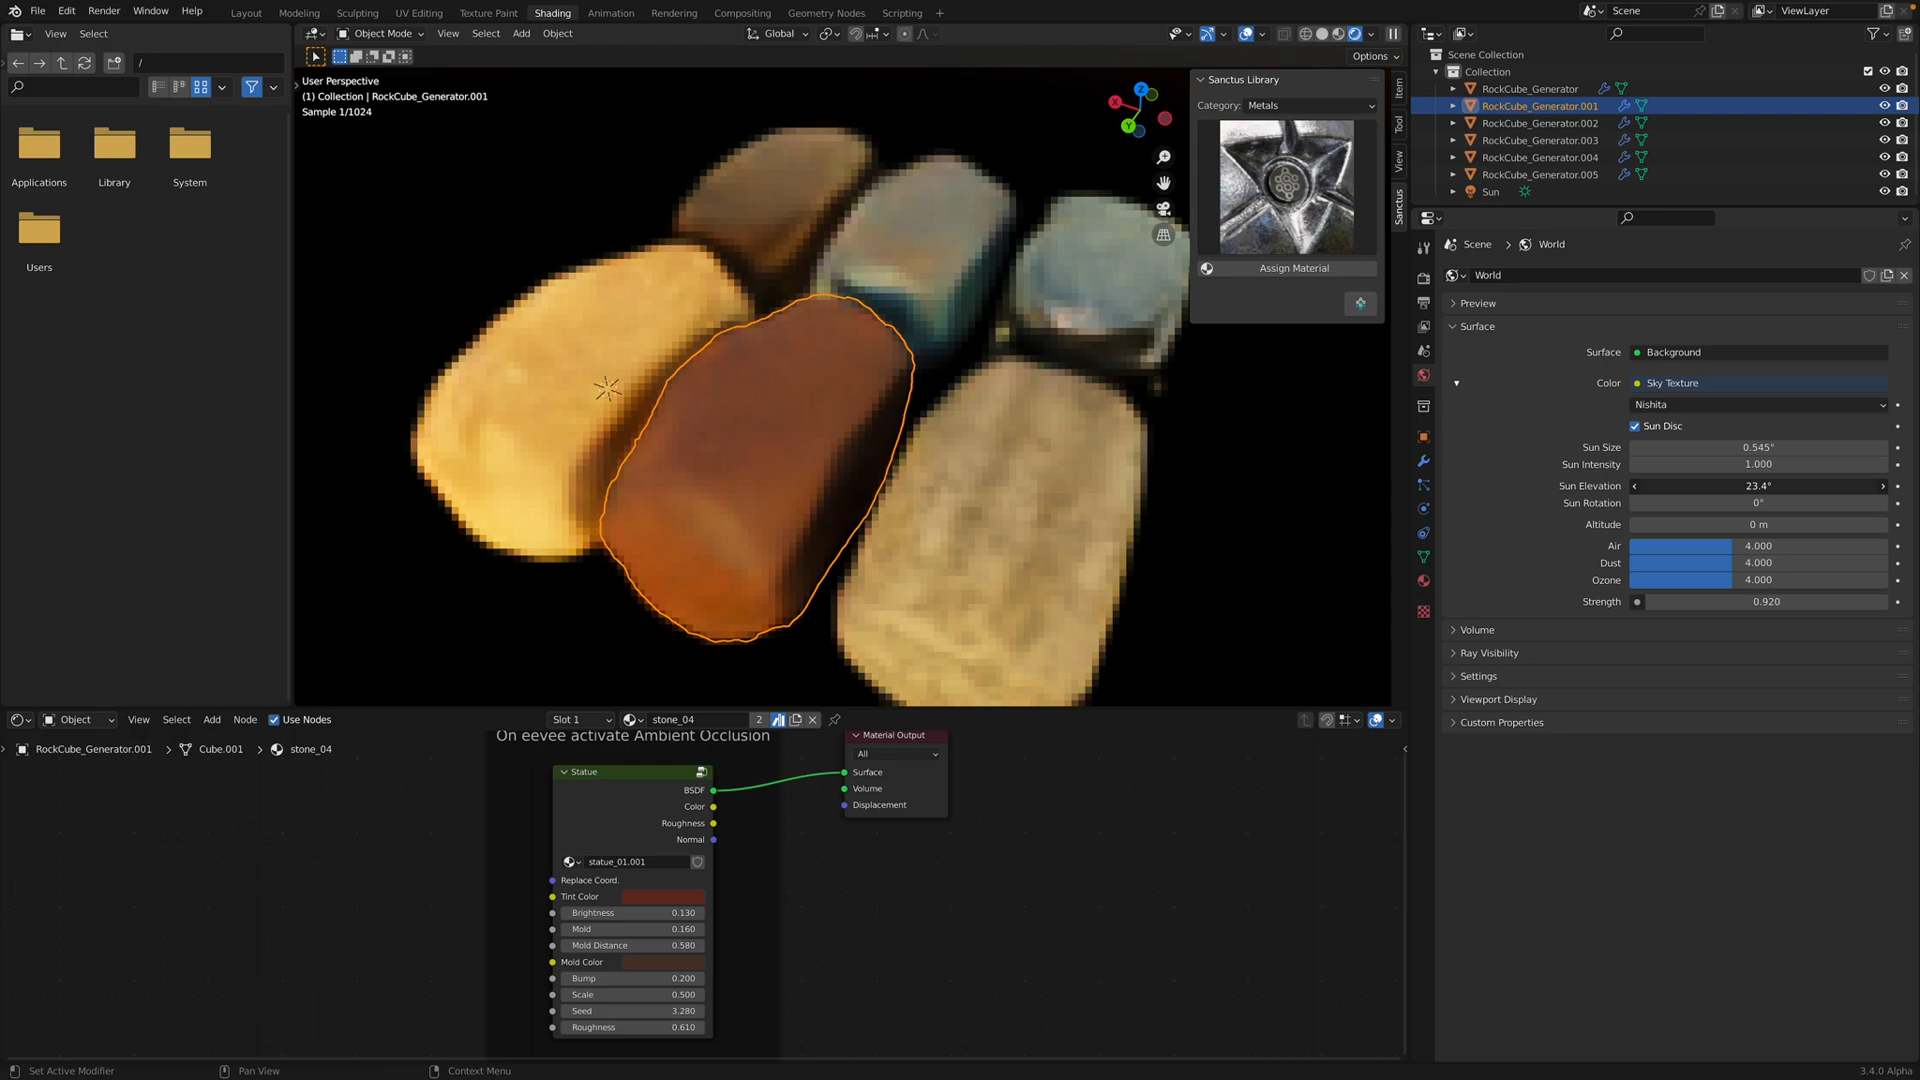 File Edit Render Window Help
Layout Modeling Sculpting UV Editing Texture Paint Shading Animation Rendering Compositing Geometry Nodes Scripting +
Scene ViewLayer
View Select
/
Applications Library System
Users
Object Mode View Select Add Object Global
Options
User Perspective
(1) Collection | RockCube_Generator.001
Sample 1/1024
X Y Z
Sanctus Library
Category: Metals
Assign Material
Item
Tool
View
Sanctus
Scene Collection
Collection
RockCube_Generator
RockCube_Generator.001
RockCube_Generator.002
RockCube_Generator.003
RockCube_Generator.004
RockCube_Generator.005
Sun
Scene > World
World
Preview
Surface
Surface Background
Color Sky Texture
Nishita
Sun Disc
Sun Size 0.545°
Sun Intensity 1.000
Sun Elevation 23.4°
Sun Rotation 0°
Altitude 0 m
Air 4.000
Dust 4.000
Ozone 4.000
Strength 0.920
Volume
Ray Visibility
Settings
Viewport Display
Custom Properties
Object View Select Add Node Use Nodes Slot 1 stone_04 2
RockCube_Generator.001 > Cube.001 > stone_04
On eevee activate Ambient Occlusion
Statue
BSDF
Color
Roughness
Normal
statue_01.001
Replace Coord.
Tint Color
Brightness 0.130
Mold 0.160
Mold Distance 0.580
Mold Color
Bump 0.200
Scale 0.500
Seed 3.280
Roughness 0.610
Material Output
All
Surface
Volume
Displacement
Set Active Modifier Pan View Context Menu 3.4.0 Alpha